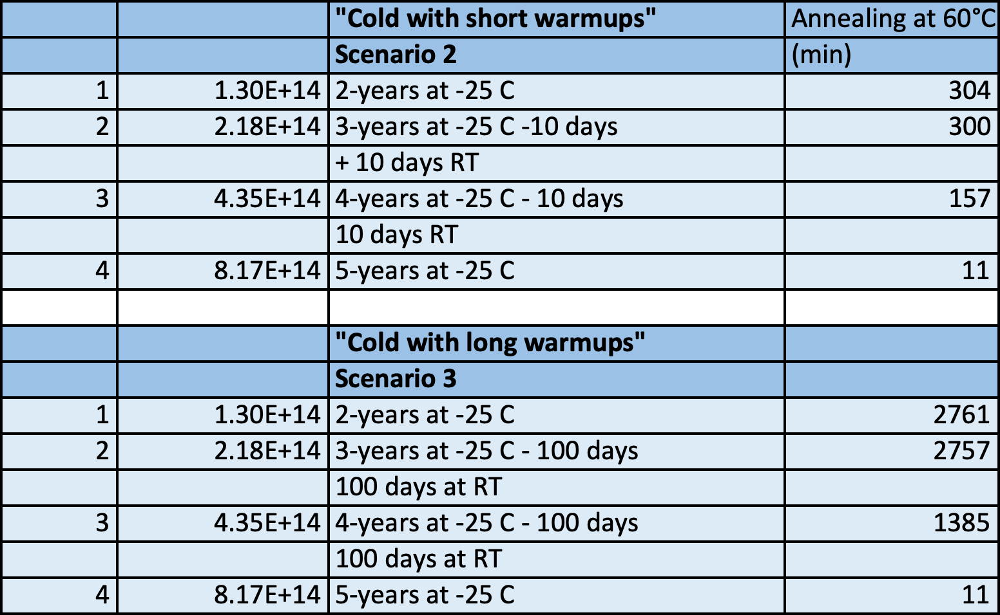 "Cold with short warmups" Annealing at 60°C
Scenario 2 (min)
1 1.30E+14 2-years at -25 C 304
2 2.18E+14 3-years at -25 C -10 days 300
+ 10 days RT
3 4.35E+14 4-years at -25 C - 10 days 157
10 days RT
4 8.17E+14 5-years at -25 C 11
"Cold with long warmups"
Scenario 3
1 1.30E+14 2-years at -25 C 2761
2 2.18E+14 3-years at -25 C - 100 days 2757
100 days at RT
3 4.35E+14 4-years at -25 C - 100 days 1385
100 days at RT
4 8.17E+14 5-years at -25 C 11